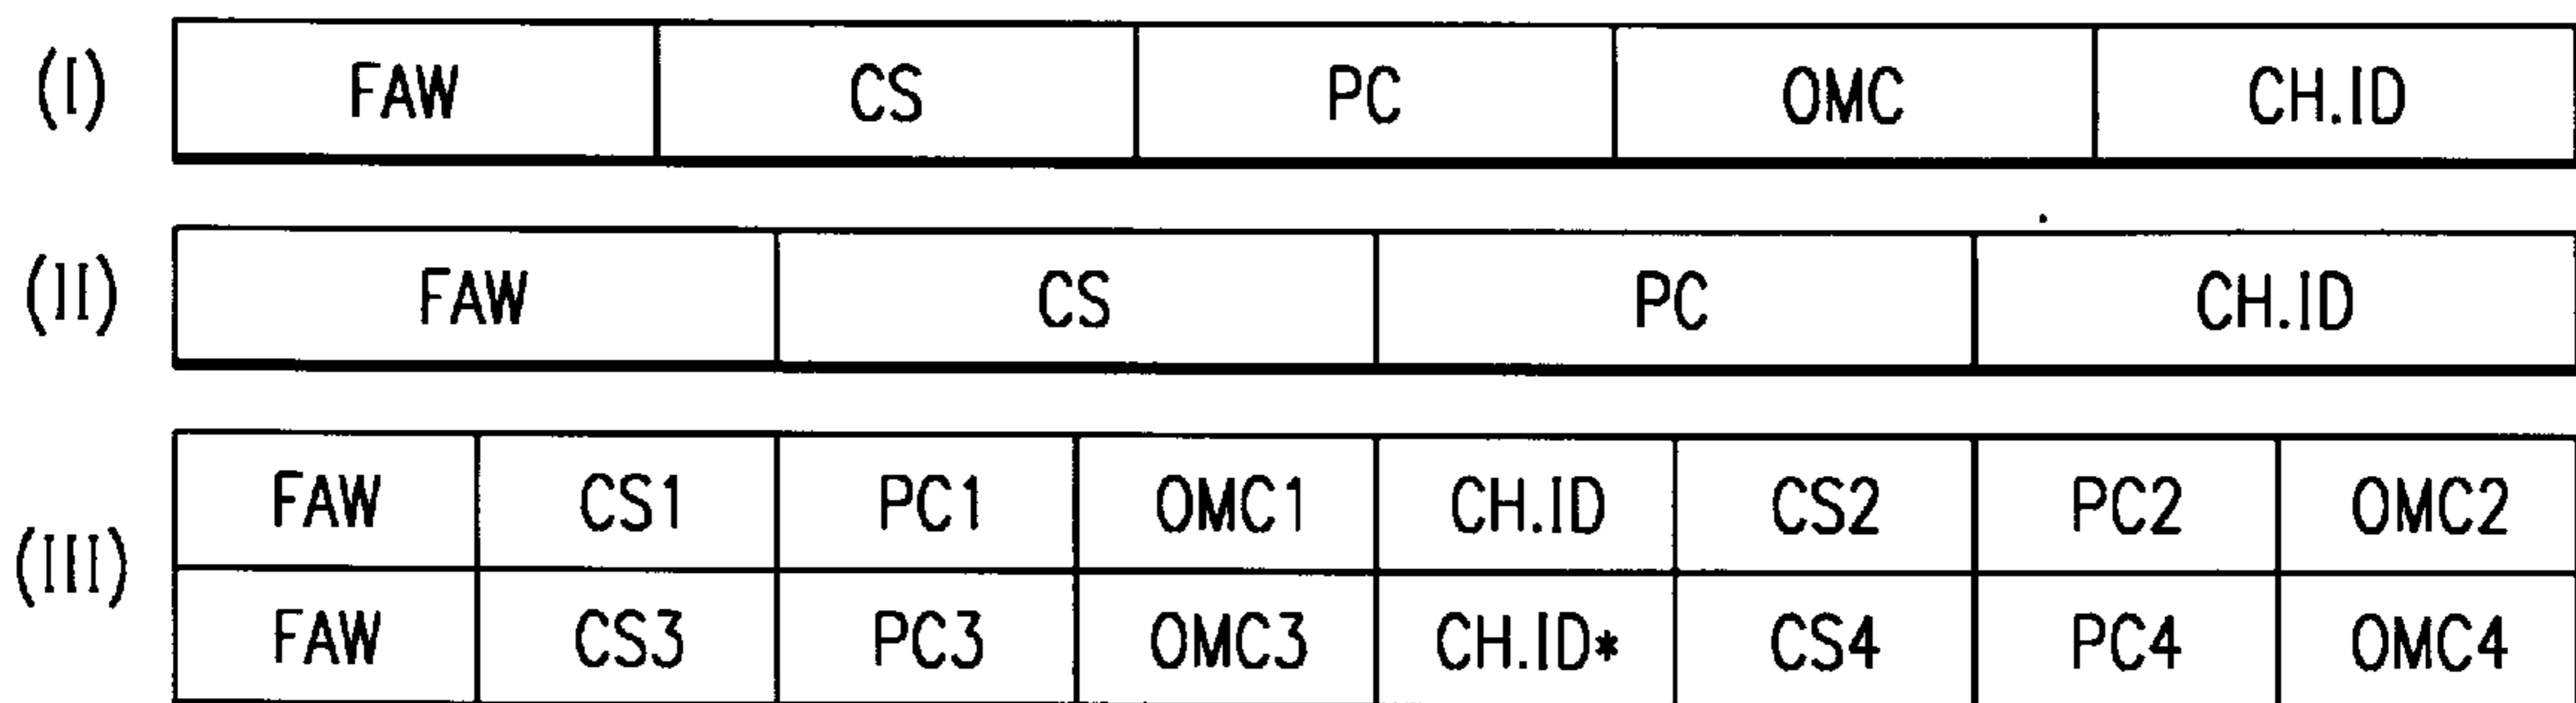 (I) FAW CS PC OMC CH.ID
(II) FAW CS PC CH.ID
(III)
FAW CS1 PC1 OMC1 CH.ID CS2 PC2 OMC2
FAW CS3 PC3 OMC3 CH.ID* CS4 PC4 OMC4